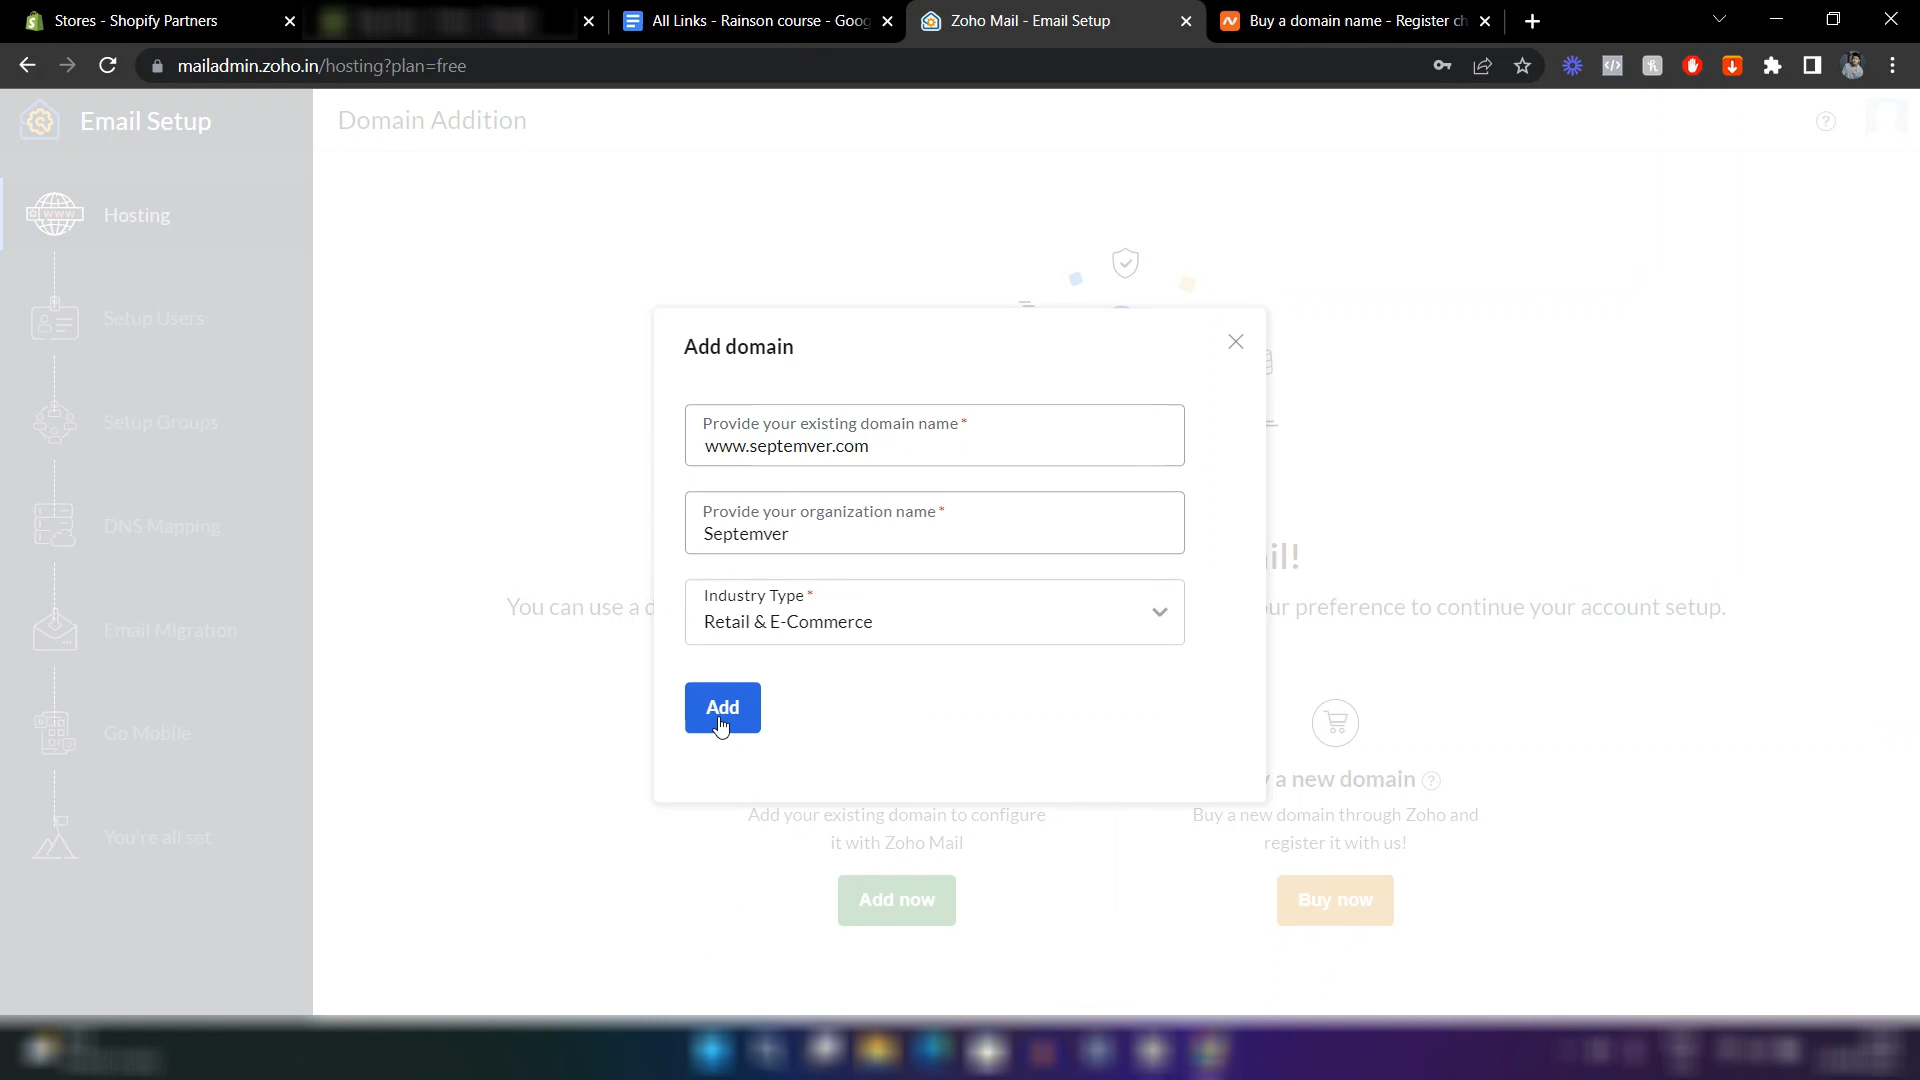 Stores - Shopify Partners
All Links - Rainson course - Goog
Zoho Mail - Email Setup
Buy a domain name - Register ch
mailadmin.zoho.in/hosting?plan=free
Email Setup
Domain Addition
Hosting
Setup Users
Setup Groups
DNS Mapping
Email Migration
Go Mobile
You're all set
Add domain
Provide your existing domain name*
www.septemver.com
Provide your organization name*
Septemver
Industry Type*
Retail & E-Commerce
Add
il!
You can use a d
ur preference to continue your account setup.
a new domain
Add your existing domain to configure
it with Zoho Mail
Buy a new domain through Zoho and
register it with us!
Add now
Buy now